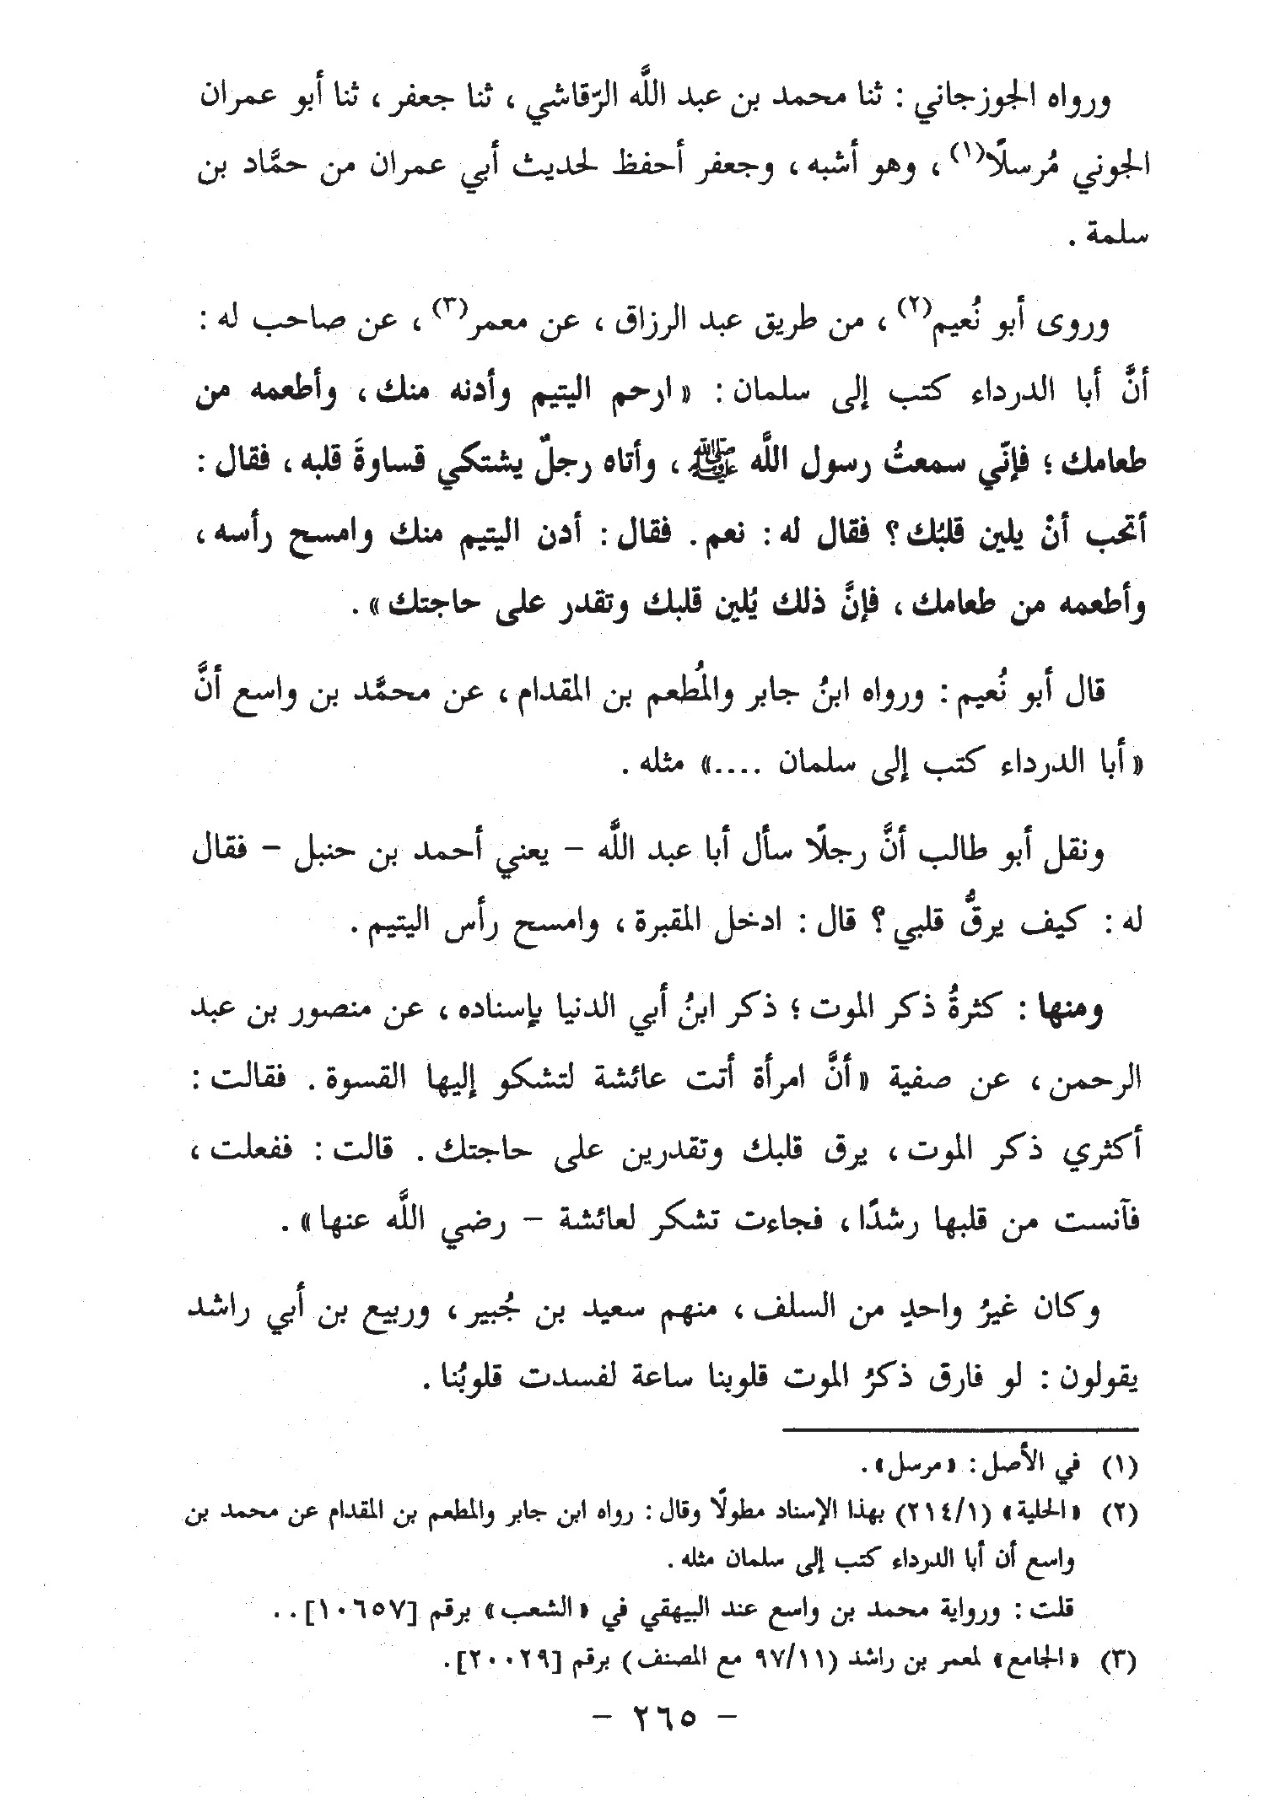 ورواه الجوزجاني : ثنا محمد بن عبد اللَّه الرّقاشي ، ثنا جعفر ، ثنا أبو عمران
الجوني مُرسلًا(١) ، وهو أشبه ، وجعفر أحفظ لحديث أبي عمران من حمَّاد بن
سلمة .
وروى أبو نُعيم(٢) ، من طريق عبد الرزاق ، عن معمر(٣) ، عن صاحب له :
أنَّ أبا الدرداء كتب إلى سلمان : « ارحم اليتيم وأدنه منك ، وأطعمه من
طعامك ؛ فإنّي سمعتُ رسول اللَّه ﷺ ، وأتاه رجلٌ يشتكي قساوةَ قلبه ، فقال :
أتحب أنْ يلين قلبُك ؟ فقال له : نعم . فقال : أدن اليتيم منك وامسح رأسه ،
وأطعمه من طعامك ، فإنَّ ذلك يُلين قلبك وتقدر على حاجتك » .
قال أبو نُعيم : ورواه ابنُ جابر والمُطعم بن المقدام ، عن محمَّد بن واسع أنَّ
« أبا الدرداء كتب إلى سلمان .... » مثله .
ونقل أبو طالب أنَّ رجلًا سأل أبا عبد اللَّه – يعني أحمد بن حنبل – فقال
له : كيف يرقُّ قلبي ؟ قال : ادخل المقبرة ، وامسح رأس اليتيم .
ومنها : كثرةُ ذكر الموت ؛ ذكر ابنُ أبي الدنيا بإسناده ، عن منصور بن عبد
الرحمن ، عن صفية « أنَّ امرأة أتت عائشة لتشكو إليها القسوة . فقالت :
أكثري ذكر الموت ، يرق قلبك وتقدرين على حاجتك . قالت : ففعلت ،
فآنست من قلبها رشدًا ، فجاءت تشكر لعائشة – رضي اللَّه عنها » .
وكان غيرُ واحدٍ من السلف ، منهم سعيد بن جُبير ، وربيع بن أبي راشد
يقولون : لو فارق ذكرُ الموت قلوبنا ساعة لفسدت قلوبُنا .
(١) في الأصل : « مرسل » .
(٢) « الحلية » (٢١٤/١) بهذا الإسناد مطولًا وقال : رواه ابن جابر والمطعم بن المقدام عن محمد بن
واسع أن أبا الدرداء كتب إلى سلمان مثله .
قلت : ورواية محمد بن واسع عند البيهقي في « الشعب » برقم [١٠٦٥٧] . .
(٣) « الجامع » لمعمر بن راشد (٩٧/١١ مع المصنف) برقم [٢٠٠٢٩] .
– ٢٦٥ –